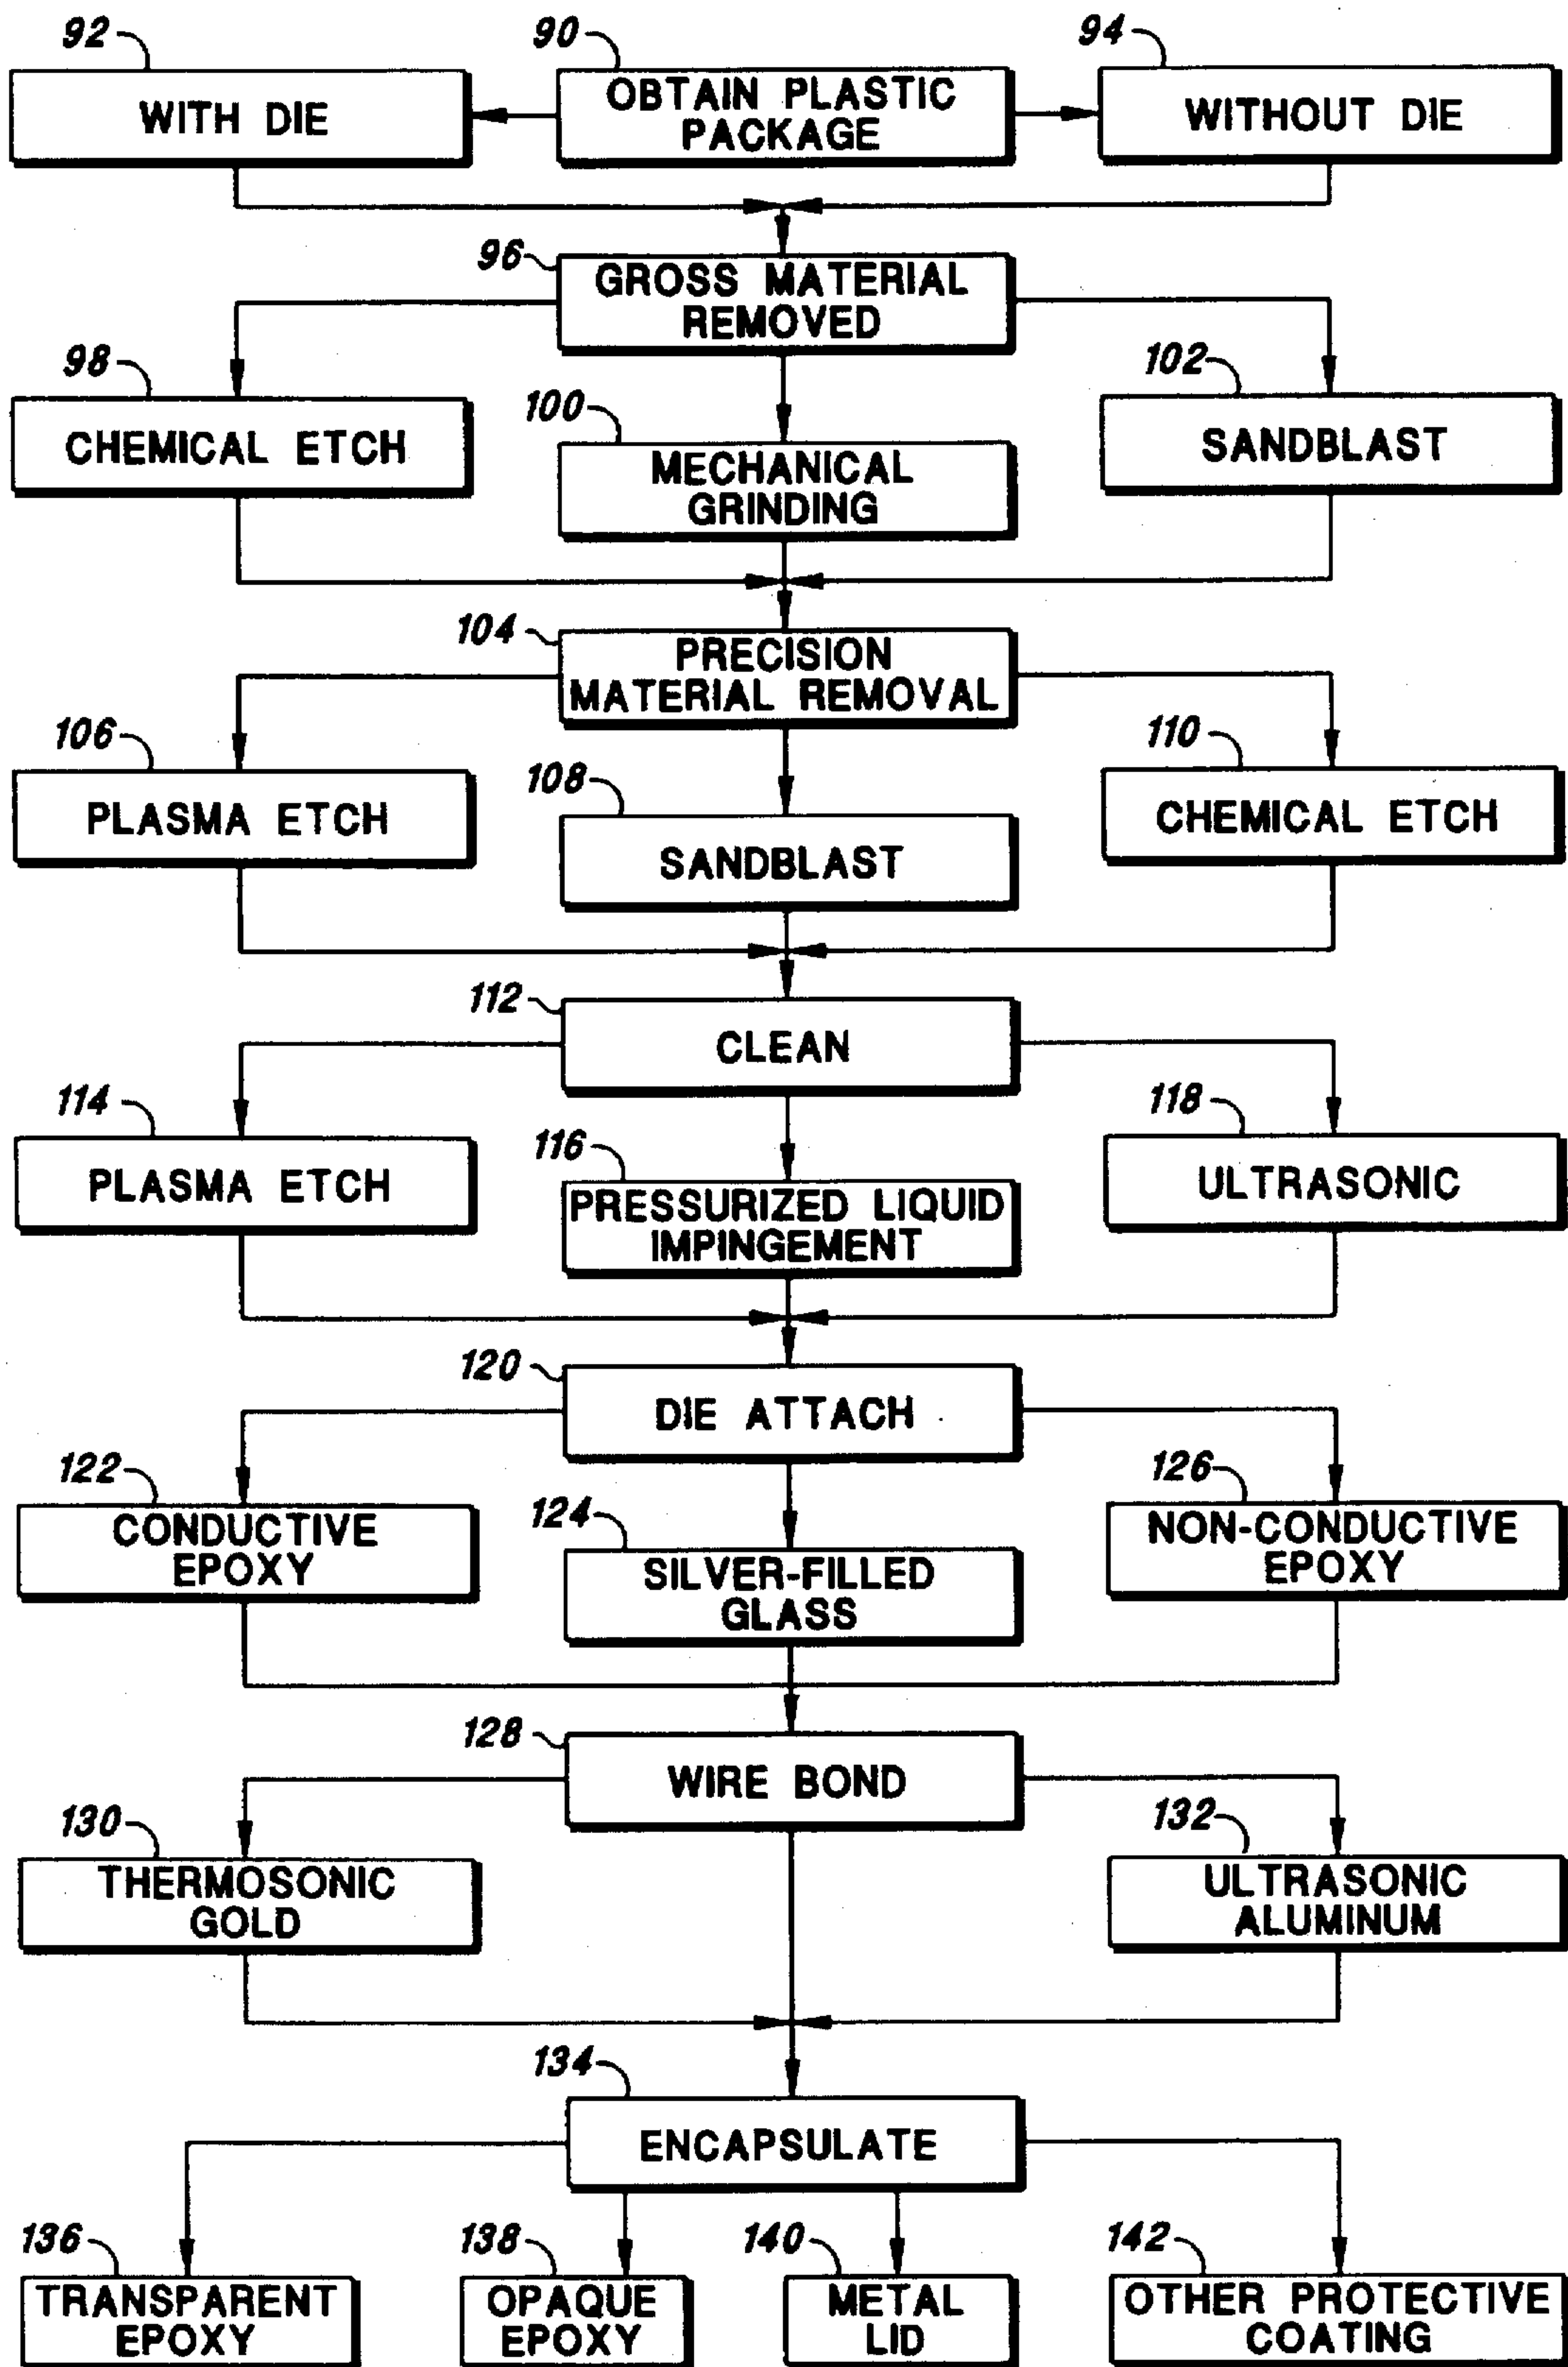 92
90
94
WITH DIE
OBTAIN PLASTIC
PACKAGE
WITHOUT DIE
96
GROSS MATERIAL
REMOVED
98
100
102
CHEMICAL ETCH
MECHANICAL
GRINDING
SANDBLAST
104
PRECISION
MATERIAL REMOVAL
106
108
110
PLASMA ETCH
SANDBLAST
CHEMICAL ETCH
112
CLEAN
114
116
118
PLASMA ETCH
PRESSURIZED LIQUID
IMPINGEMENT
ULTRASONIC
120
DIE ATTACH
122
124
126
CONDUCTIVE
EPOXY
SILVER-FILLED
GLASS
NON-CONDUCTIVE
EPOXY
128
WIRE BOND
130
132
THERMOSONIC
GOLD
ULTRASONIC
ALUMINUM
134
ENCAPSULATE
136
138
140
142
TRANSPARENT
EPOXY
OPAQUE
EPOXY
METAL
LID
OTHER PROTECTIVE
COATING